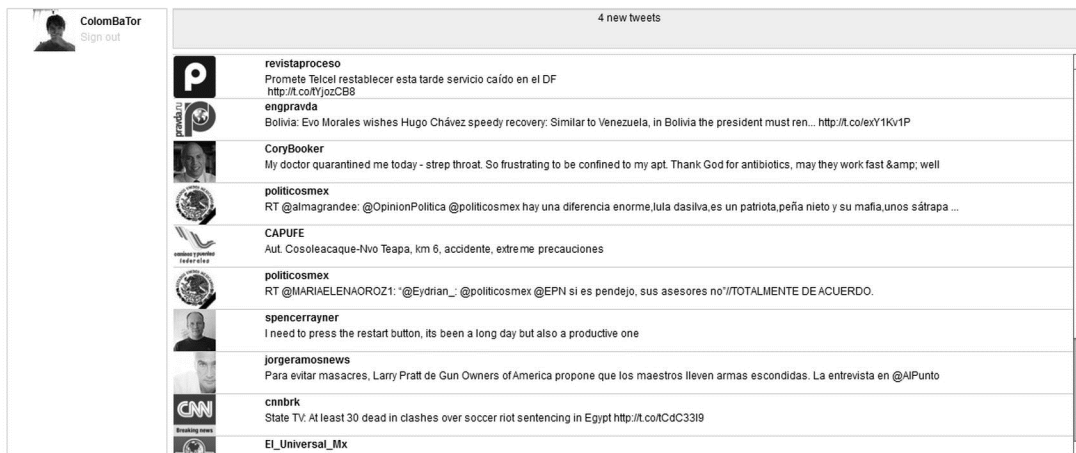 ColomBaTor
Sign out
4 new tweets
revistaproceso
Promete Telcel restablecer esta tarde servicio caído en el DF
http://t.co/tYjozCB8
pravda.ru
engpravda
Bolivia: Evo Morales wishes Hugo Chávez speedy recovery: Similar to Venezuela, in Bolivia the president must ren... http://t.co/exY1Kv1P
CoryBooker
My doctor quarantined me today - strep throat. So frustrating to be confined to my apt. Thank God for antibiotics, may they work fast &amp; well
politicosmex
RT @almagrandee: @OpinionPolitica @politicosmex hay una diferencia enorme,lula dasilva,es un patriota,peña nieto y su mafia,unos sátrapa ...
CAPUFE
Aut. Cosoleacaque-Nvo Teapa, km 6, accidente, extreme precauciones
caminos y puentes
federales
politicosmex
RT @MARIAELENAOROZ1: “@Eydrian_: @politicosmex @EPN si es pendejo, sus asesores no”//TOTALMENTE DE ACUERDO.
spencerrayner
I need to press the restart button, its been a long day but also a productive one
jorgeramosnews
Para evitar masacres, Larry Pratt de Gun Owners of America propone que los maestros lleven armas escondidas. La entrevista en @AlPunto
CNN
Breaking news
cnnbrk
State TV: At least 30 dead in clashes over soccer riot sentencing in Egypt http://t.co/tCdC33I9
El_Universal_Mx